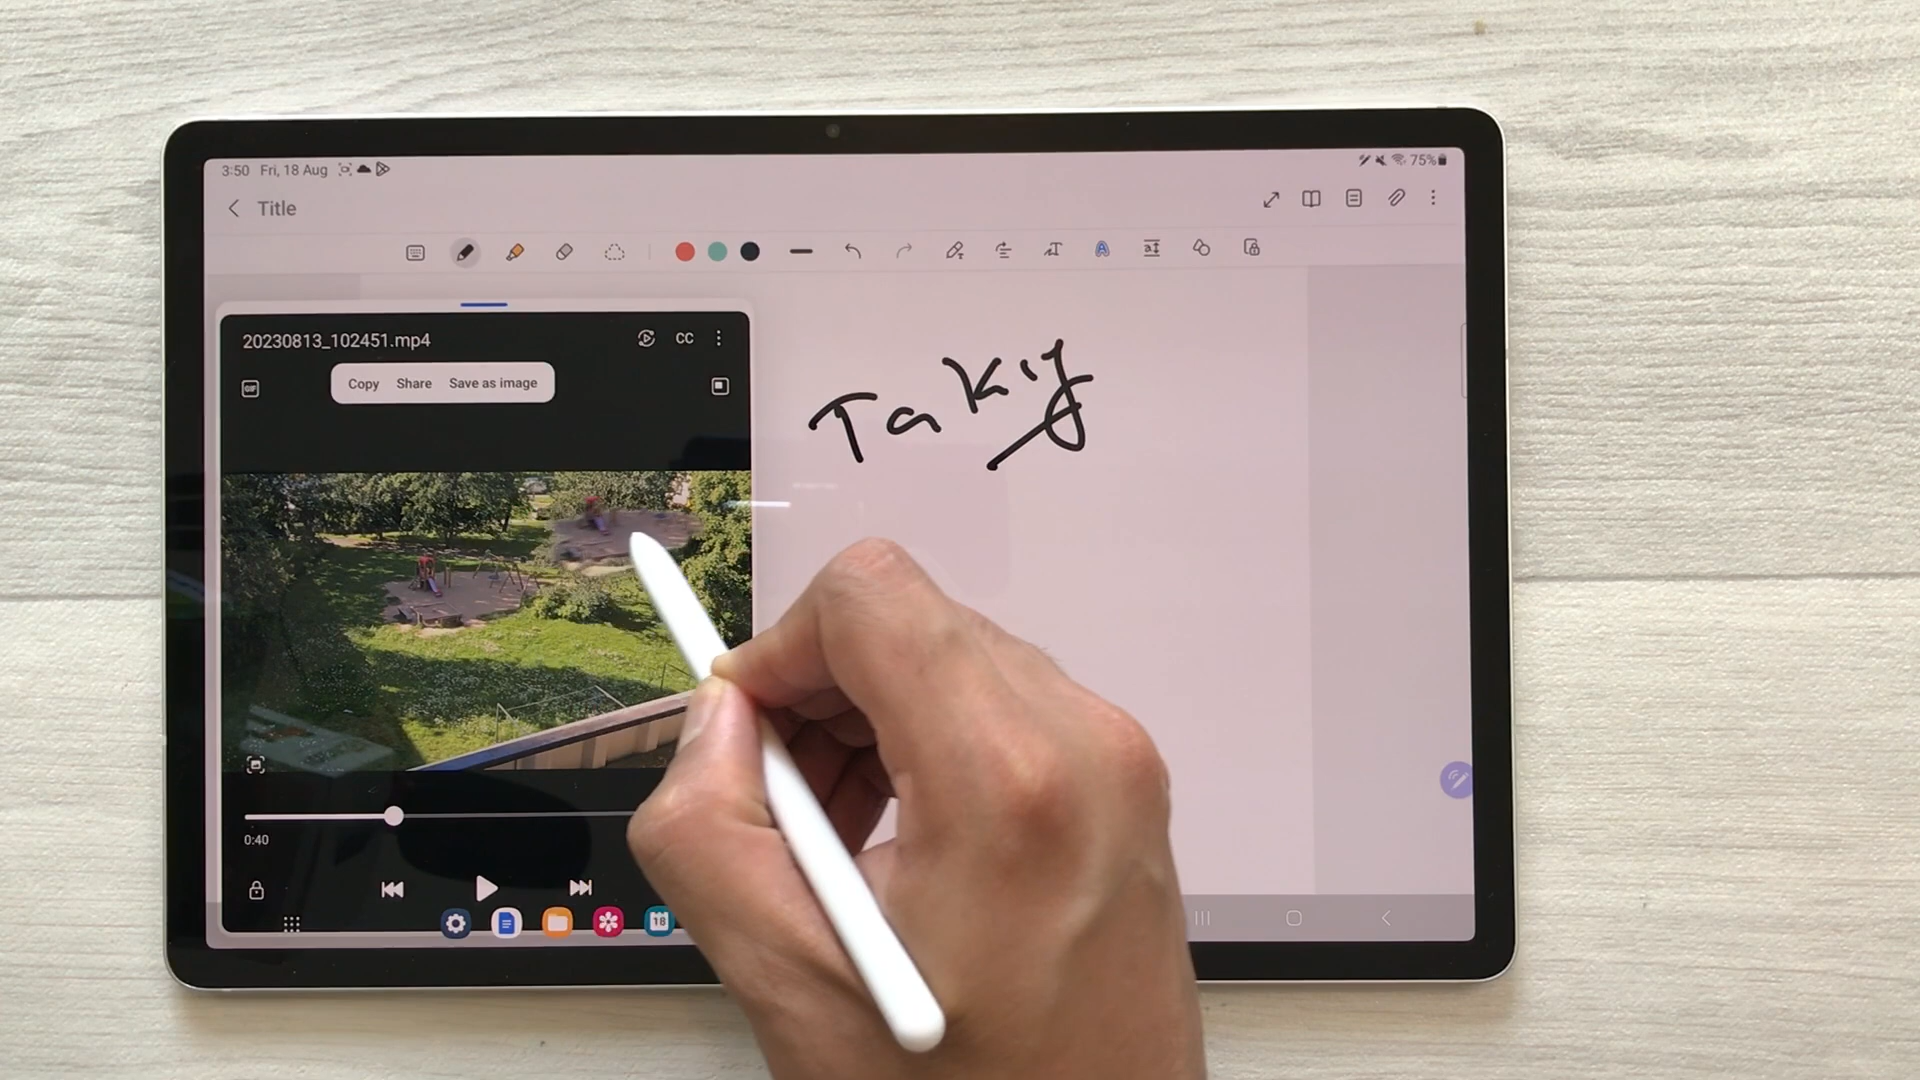 3:50 Fri, 18 Aug
75%
Title
20230813_102451.mp4
CC
GIF
Copy Share Save as image
Taky
0:40
18